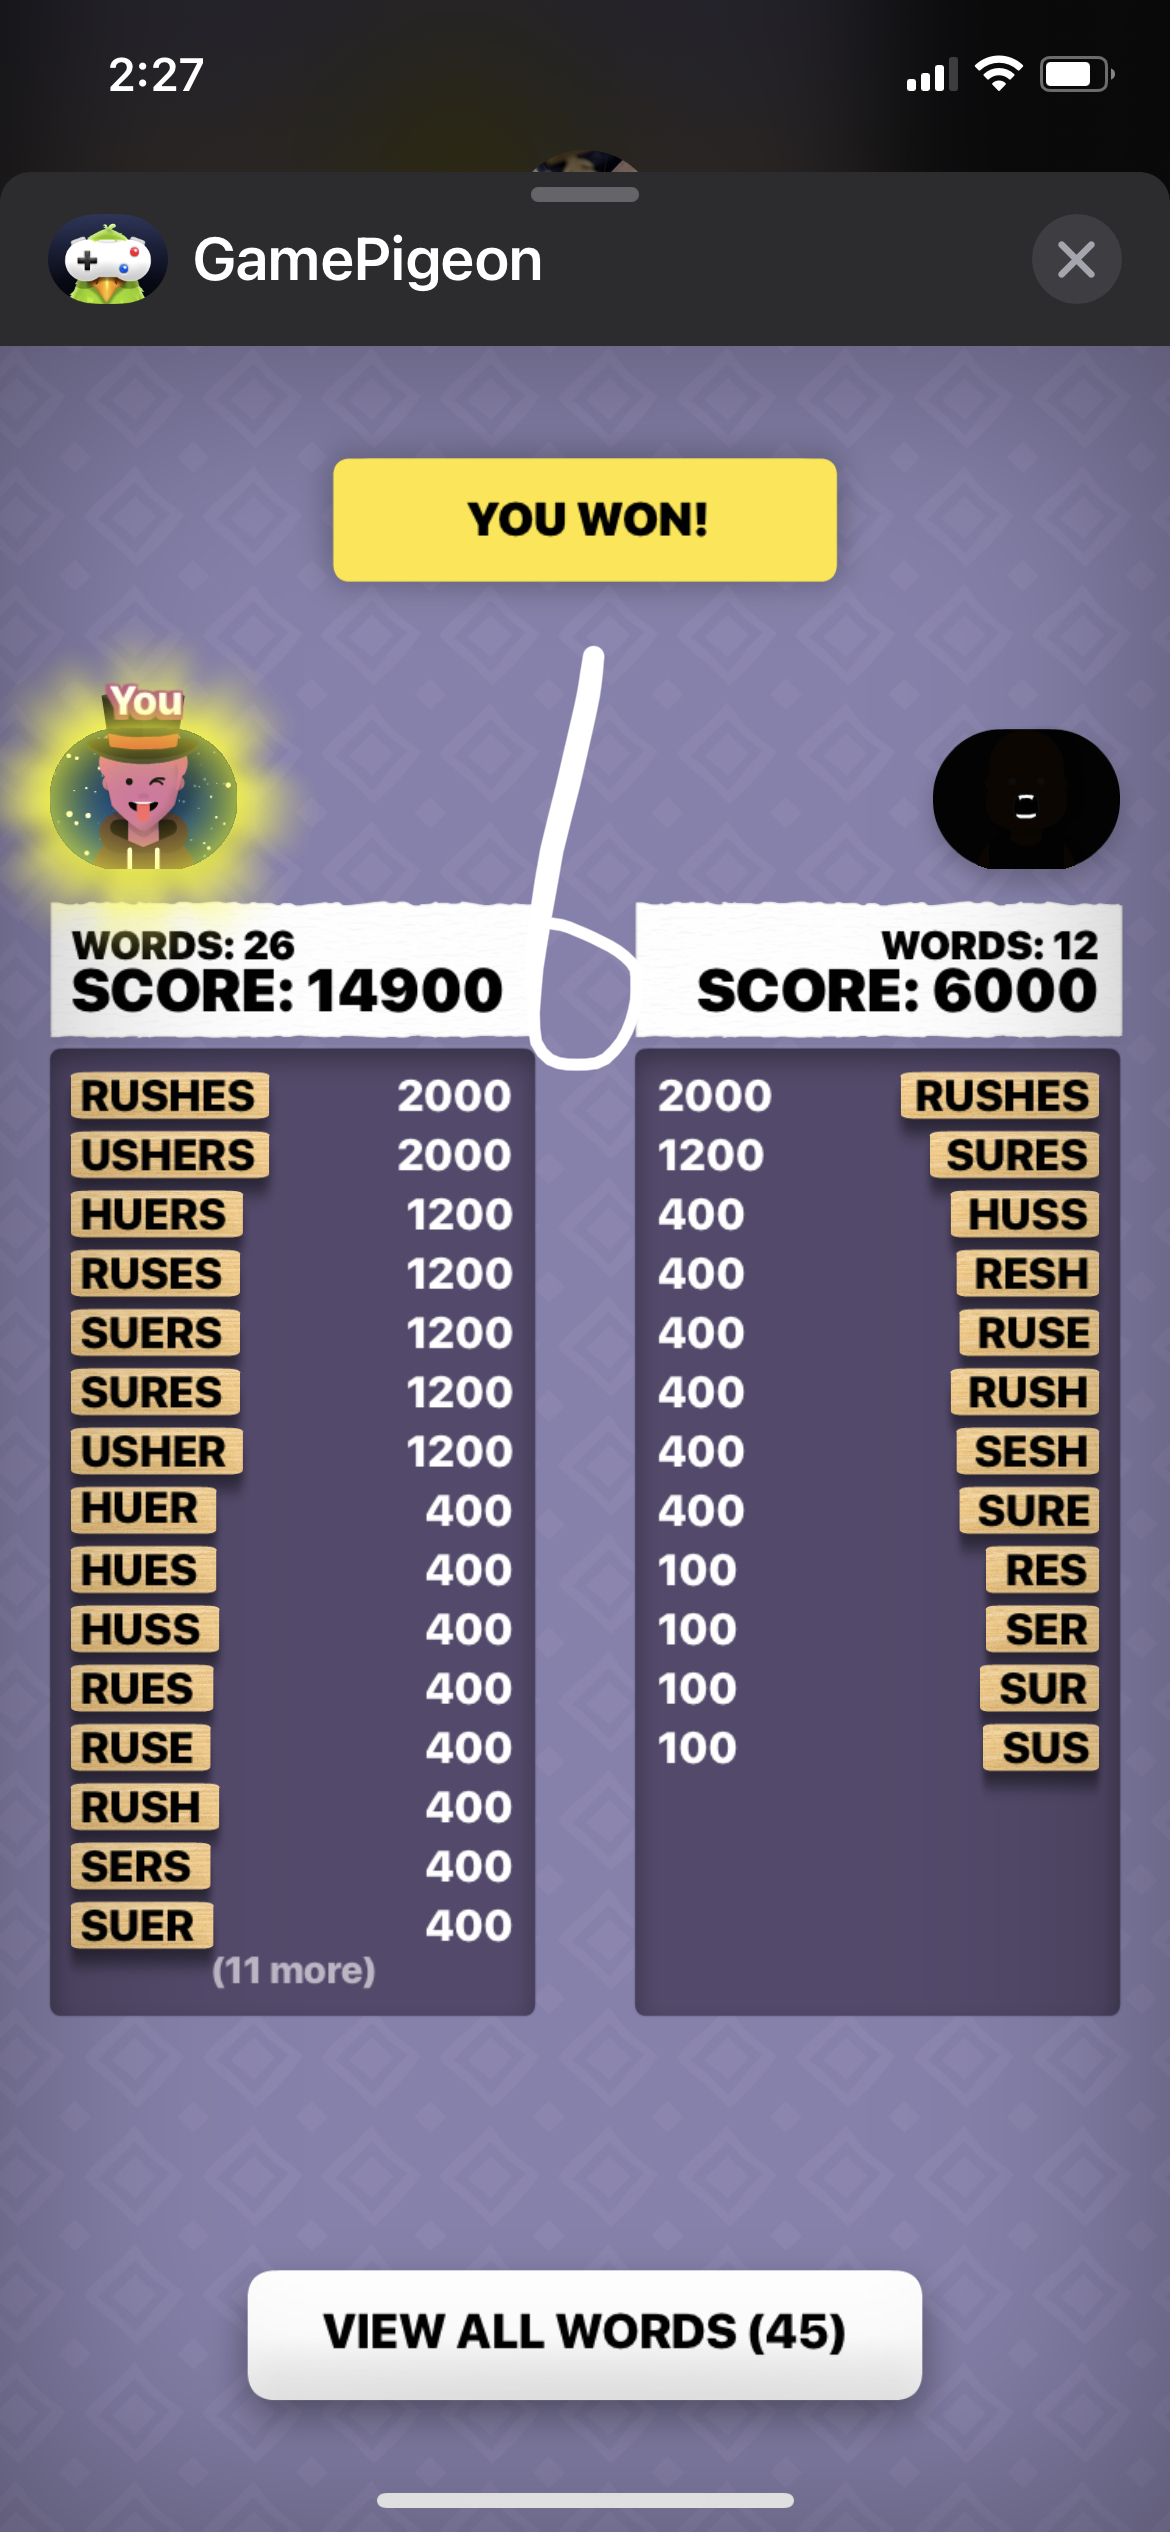 2:27
GamePigeon
YOU WON!
6
You
WORDS: 26
SCORE: 14900
WORDS: 12
SCORE: 6000
RUSHES 2000
USHERS 2000
HUERS 1200
RUSES 1200
SUERS 1200
SURES 1200
USHER 1200
HUER 400
HUES 400
HUSS 400
RUES 400
RUSE 400
RUSH 400
SERS 400
SUER 400
(11 more)
2000 RUSHES
1200 SURES
400 HUSS
400 RESH
400 RUSE
400 RUSH
400 SESH
400 SURE
100 RES
100 SER
100 SUR
100 SUS
VIEW ALL WORDS (45)